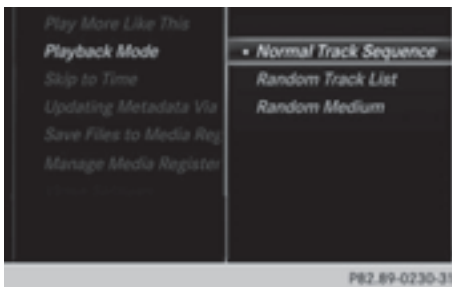 Play More Like This
Playback Mode
• Normal Track Sequence
Skip to Time
Random Track List
Updating Metadata Via
Random Medium
Save Files to Media Reg
Manage Media Register
P82.89-0230-31